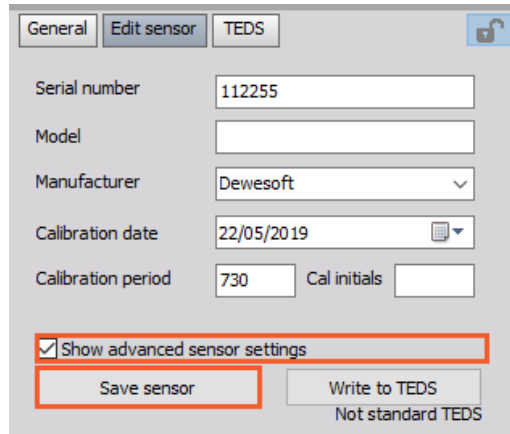 General Edit sensor TEDS
Serial number 112255
Model
Manufacturer Dewesoft
Calibration date 22/05/2019
Calibration period 730 Cal initials
Show advanced sensor settings
Save sensor Write to TEDS
Not standard TEDS